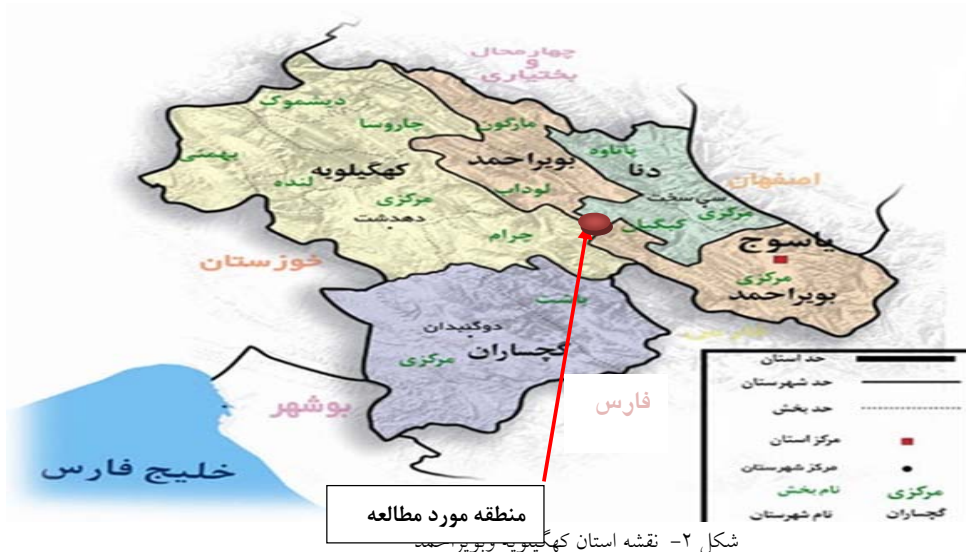 چهارمحال
و
بختیاری
دیشموک
چاروسا
مارگون
پاتاوه
بهمئی
کهگیلویه
بویراحمد
دنا
لنده
لوداب
سي سخت
اصفهان
مرکزی
دهدشت
کبگیان
مرکزی
یاسوج
چرام
خوزستان
مرکزی
بویراحمد
باشت
دوگنبدان
گچساران
مرکزی
فارس
بوشهر
خلیج فارس
حد استان
حد شهرستان
حد بخش
مرکز استان
مرکز شهرستان
نام بخش مرکزی
نام شهرستان گچساران
منطقه مورد مطالعه
شکل ۲- نقشه استان کهگیلویه وبویراحمد